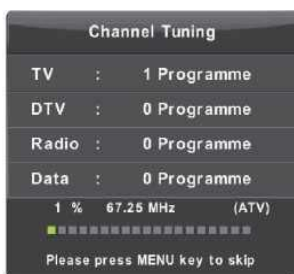 Channel Tuning
TV : 1 Programme
DTV : 0 Programme
Radio : 0 Programme
Data : 0 Programme
1 % 67.25 MHz (ATV)
Please press MENU key to skip